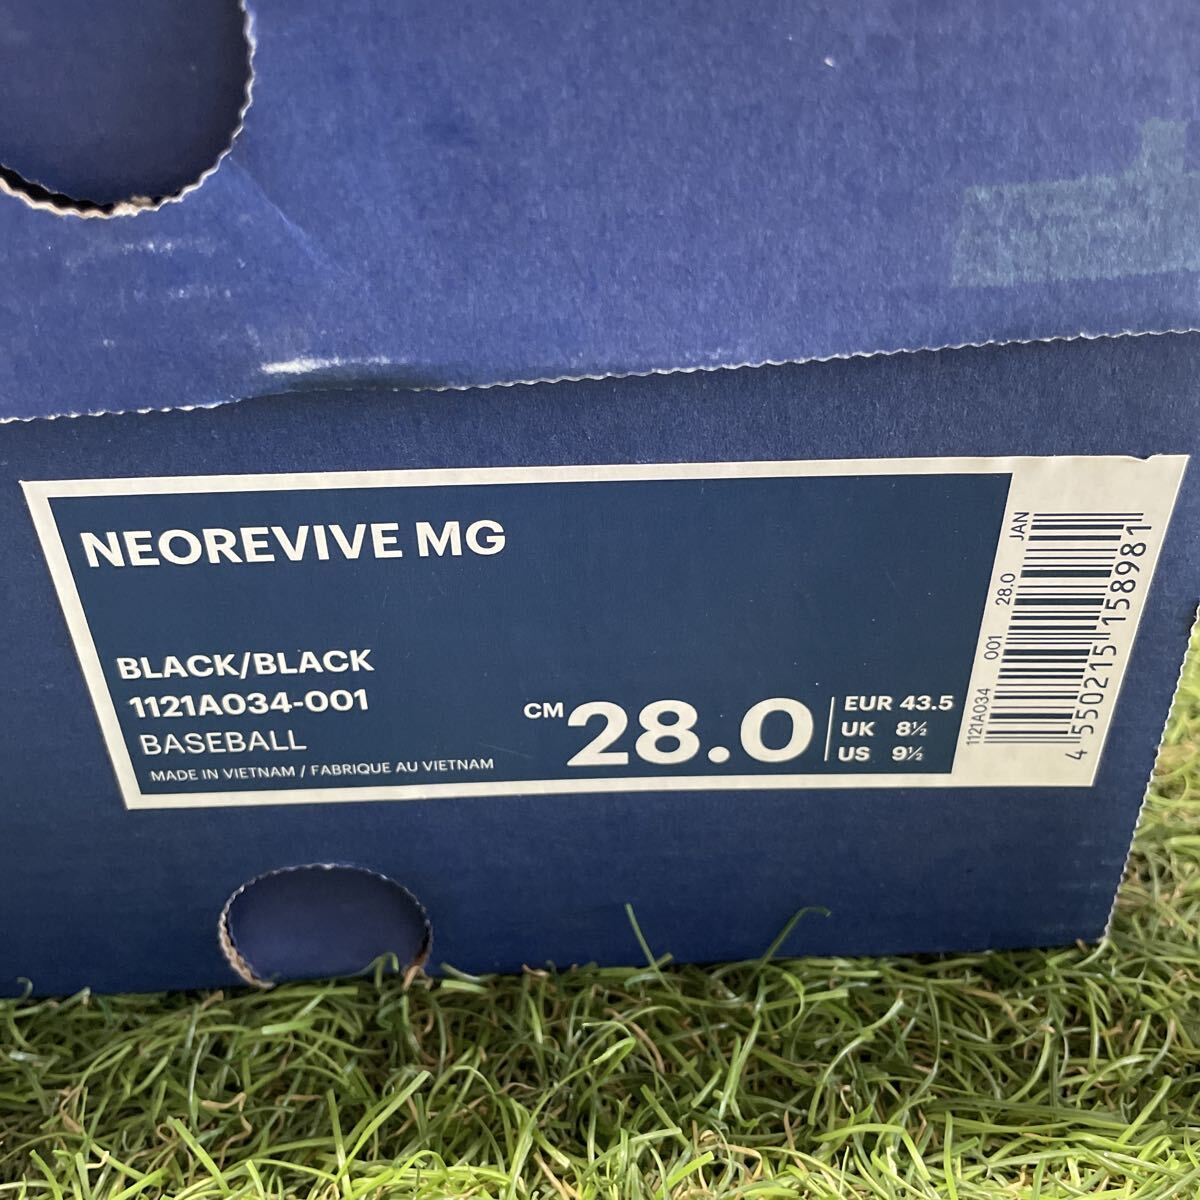 NEOREVIVE MG
BLACK/BLACK
1121A034-001
BASEBALL
MADE IN VIETNAM / FABRIQUE AU VIETNAM
CM 28.0
EUR 43.5
UK 8½
US 9½
1121A034 001 28.0 JAN
4 550215 158981